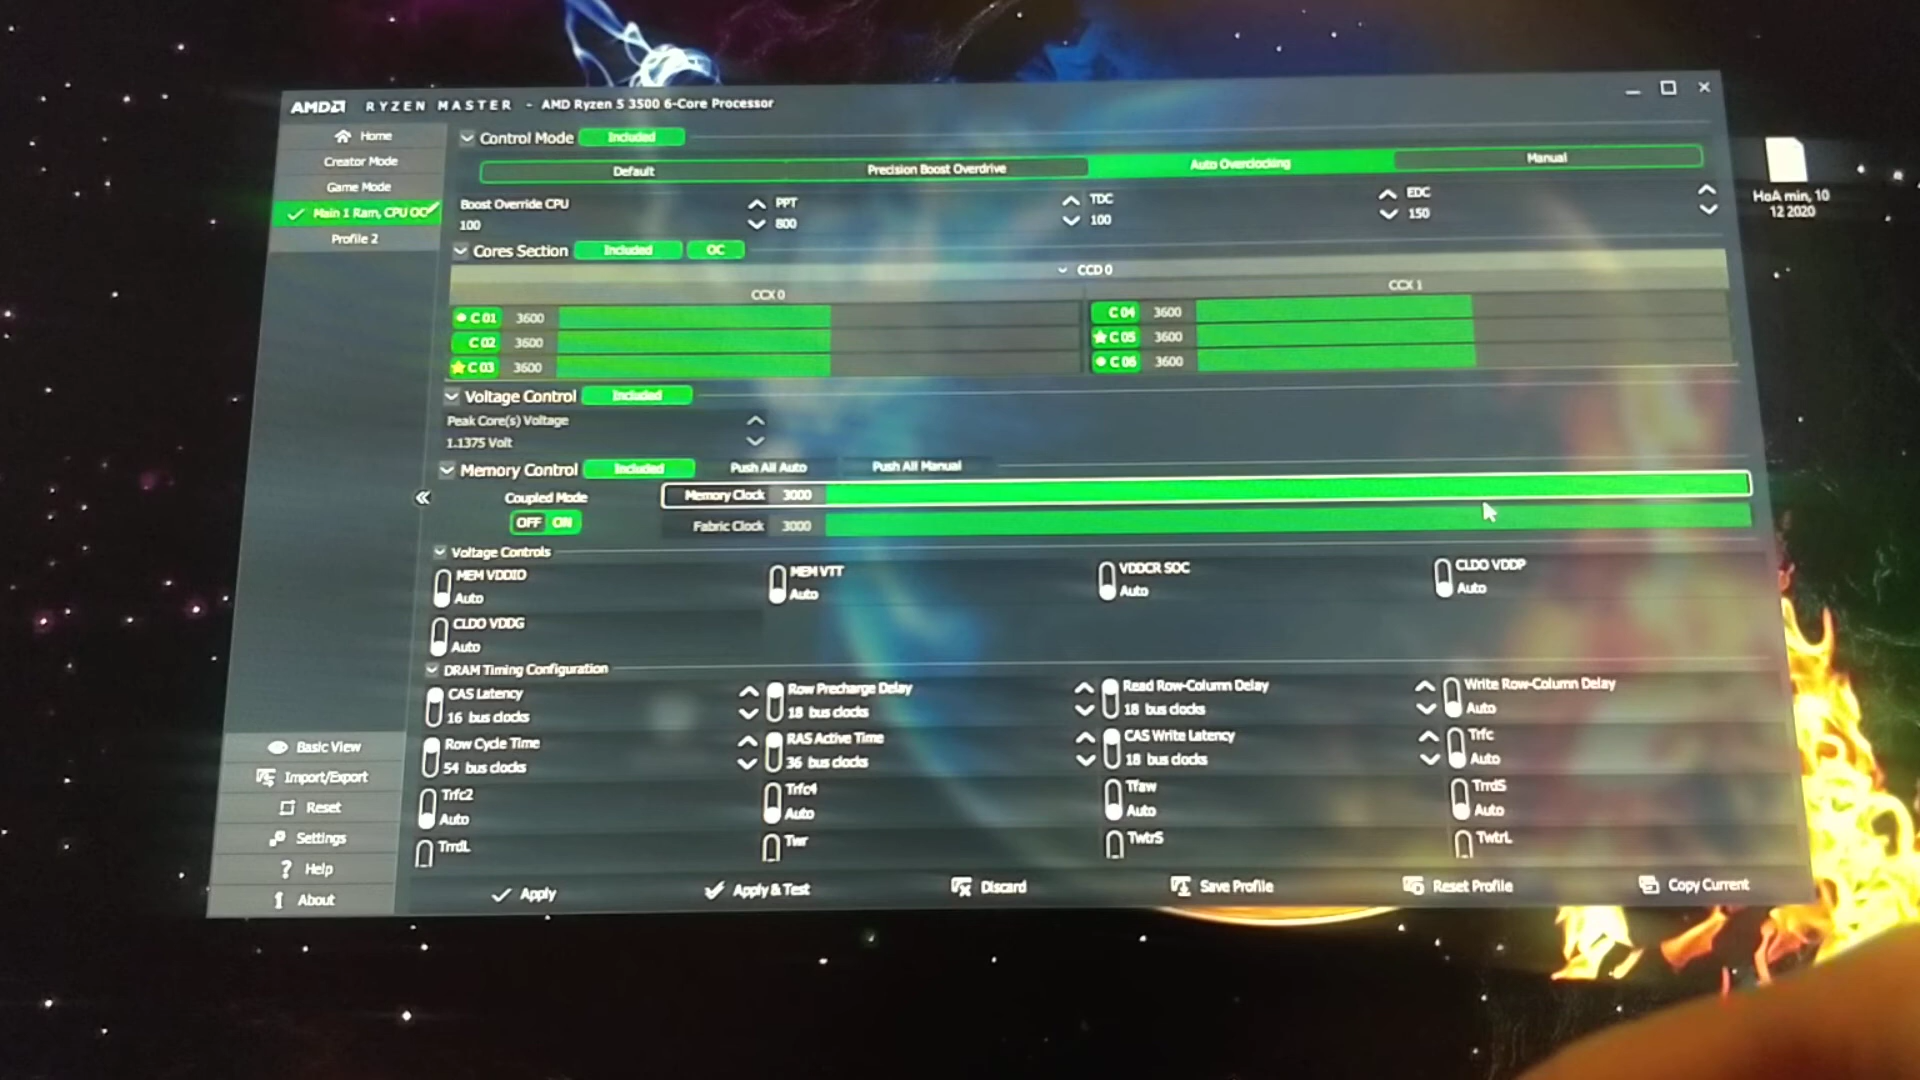 AMD RYZEN MASTER - AMD Ryzen 5 3500 6-Core Processor
Home
Creator Mode
Game Mode
Main 1 Ram, CPU OC
Profile 2
Control Mode Included
Default Precision Boost Overdrive Auto Overclocking Manual
Boost Override CPU PPT TDC EDC
100 800 100 150
Cores Section Included OC
CCD 0
CCX 0 CCX 1
C 01 3600 C 04 3600
C 02 3600 C 05 3600
C 03 3600 C 06 3600
Voltage Control Included
Peak Core(s) Voltage
1.1375 Volt
Memory Control Included Push All Auto Push All Manual
Coupled Mode Memory Clock 3000
OFF ON Fabric Clock 3000
Voltage Controls
MEM VDDIO MEM VTT VDDCR SOC CLDO VDDP
Auto Auto Auto Auto
CLDO VDDG
Auto
DRAM Timing Configuration
CAS Latency Row Precharge Delay Read Row-Column Delay Write Row-Column Delay
16 bus clocks 18 bus clocks 18 bus clocks Auto
Row Cycle Time RAS Active Time CAS Write Latency Trfc
54 bus clocks 36 bus clocks 18 bus clocks Auto
Trfc2 Trfc4 Tfaw TrrdS
Auto Auto Auto Auto
TrrdL Twr TwtrS TwtrL
Basic View
Import/Export
Reset
Settings
Help
About
Apply Apply & Test Discard Save Profile Reset Profile Copy Current
HoA min, 10
12 2020